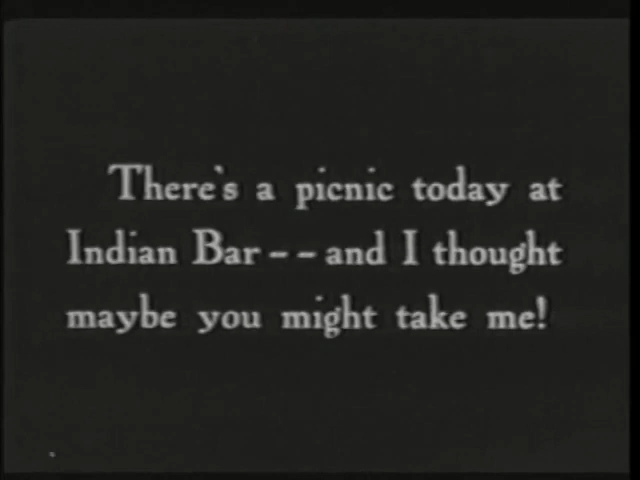 There's a picnic today at
Indian Bar -- and I thought
maybe you might take me!